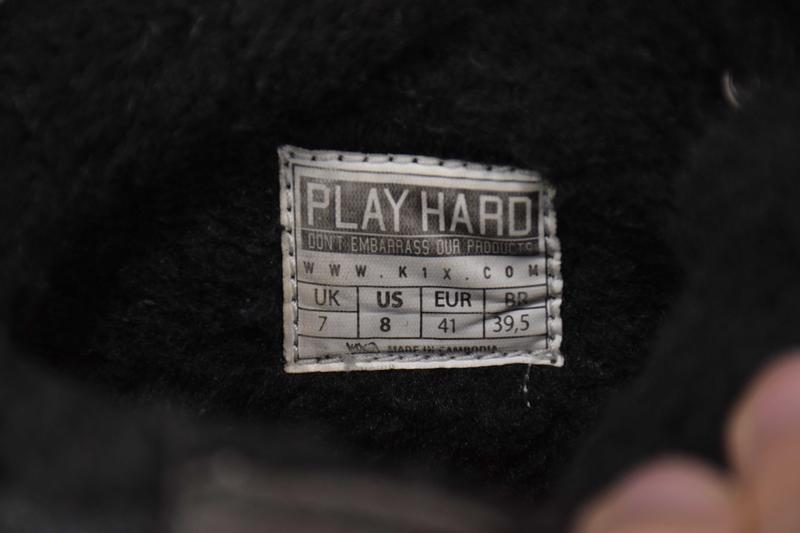 PLAY HARD
DON'T EMBARRASS OUR PRODUCTS
WWW.K1X.COM
UK US EUR BR
7 8 41 39,5
MADE IN CAMBODIA